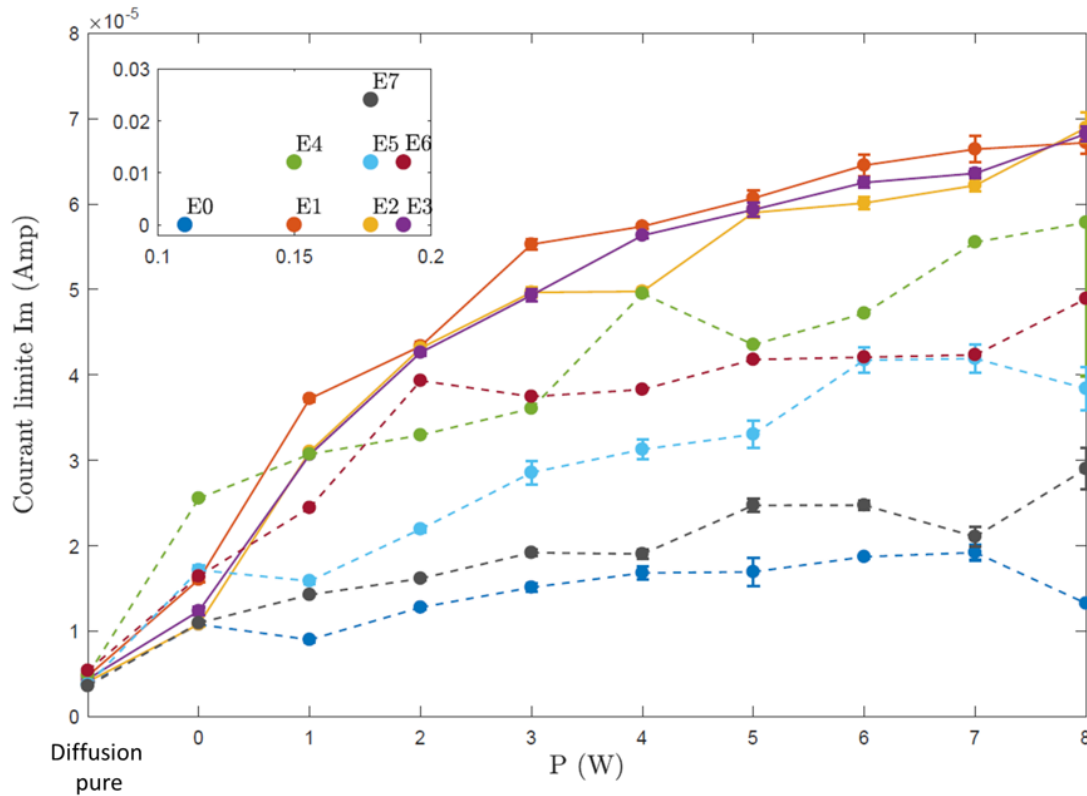 ×10⁻⁵
8
7
6
5
4
3
2
1
0
Courant limite Im (Amp)
0.03
0.02
0.01
0
0.1
0.15
0.2
E7
E4
E5
E6
E0
E1
E2
E3
Diffusion
pure
0
1
2
3
4
5
6
7
8
P (W)